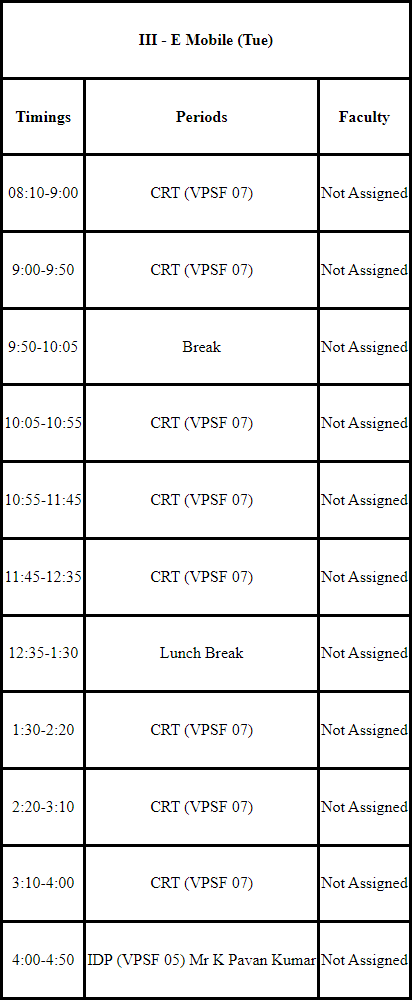 III - E Mobile (Tue)
Timings Periods Faculty
08:10-9:00 CRT (VPSF 07) Not Assigned
9:00-9:50 CRT (VPSF 07) Not Assigned
9:50-10:05 Break Not Assigned
10:05-10:55 CRT (VPSF 07) Not Assigned
10:55-11:45 CRT (VPSF 07) Not Assigned
11:45-12:35 CRT (VPSF 07) Not Assigned
12:35-1:30 Lunch Break Not Assigned
1:30-2:20 CRT (VPSF 07) Not Assigned
2:20-3:10 CRT (VPSF 07) Not Assigned
3:10-4:00 CRT (VPSF 07) Not Assigned
4:00-4:50 IDP (VPSF 05) Mr K Pavan Kumar Not Assigned